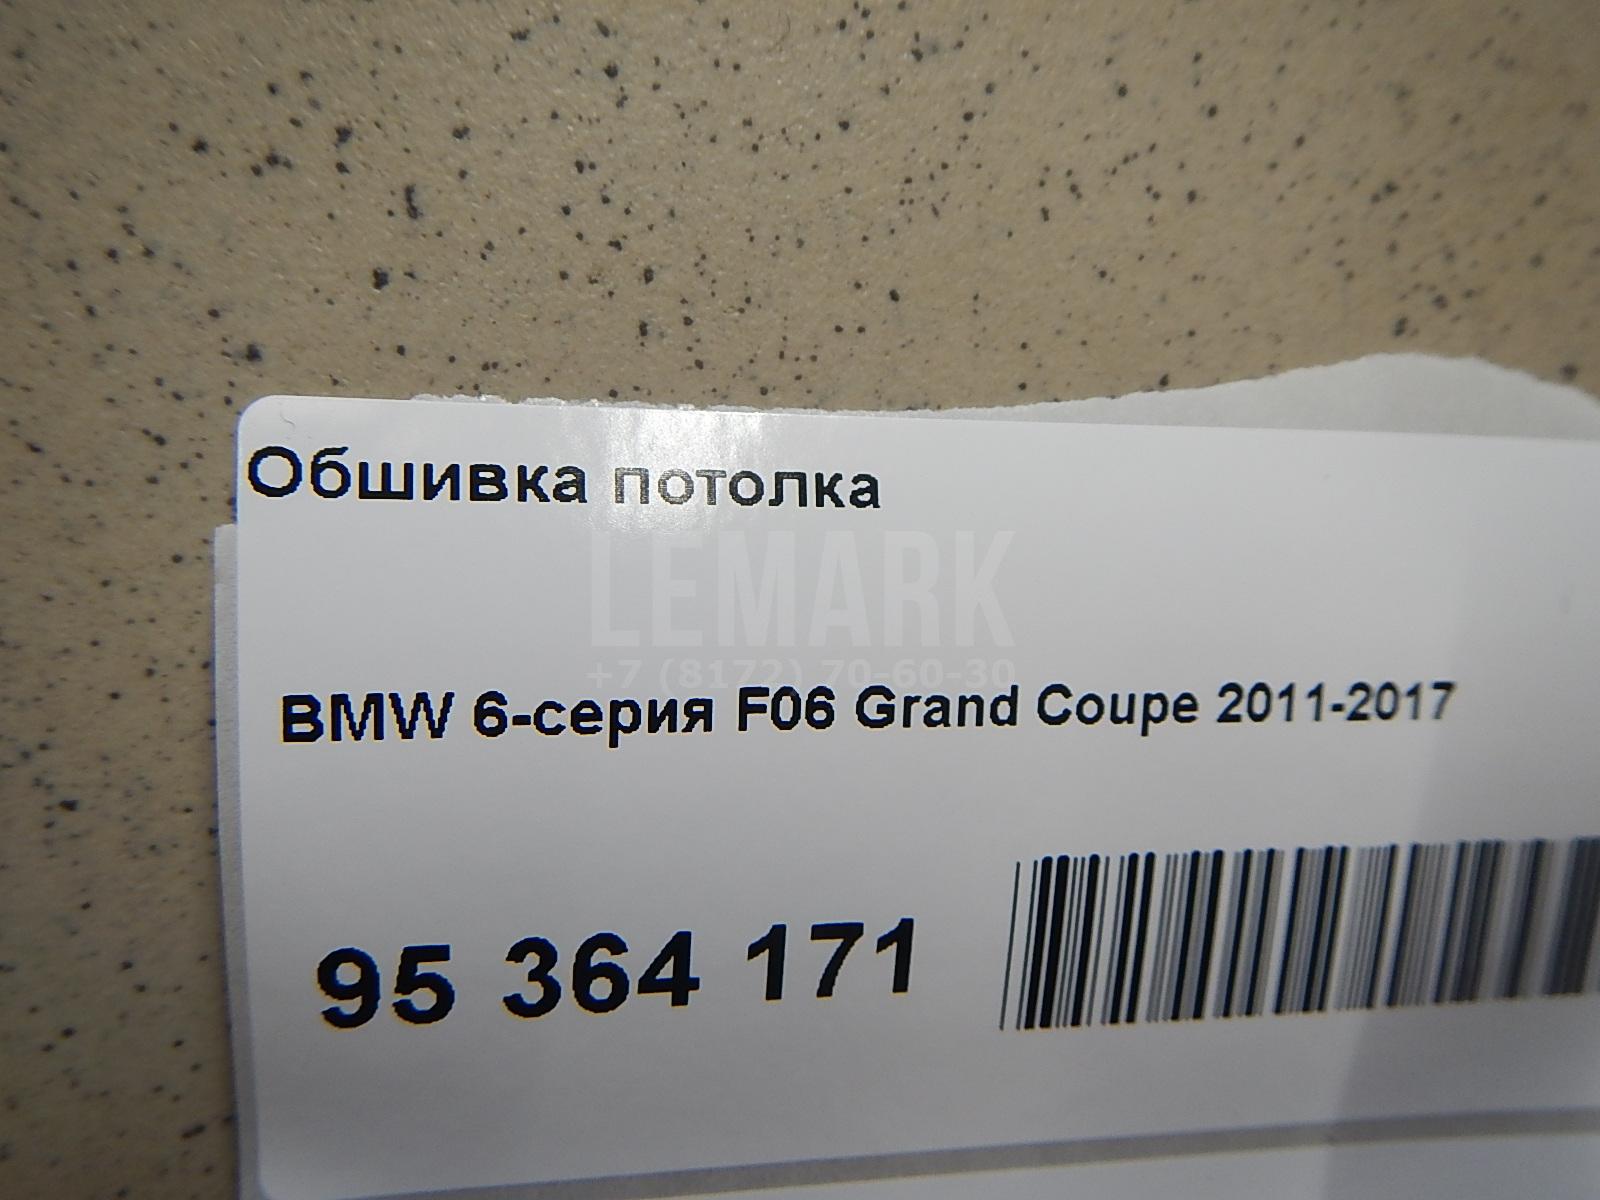 Обшивка потолка
LEMARK
+7 (8172) 70-60-30
BMW 6-серия F06 Grand Coupe 2011-2017
95 364 171